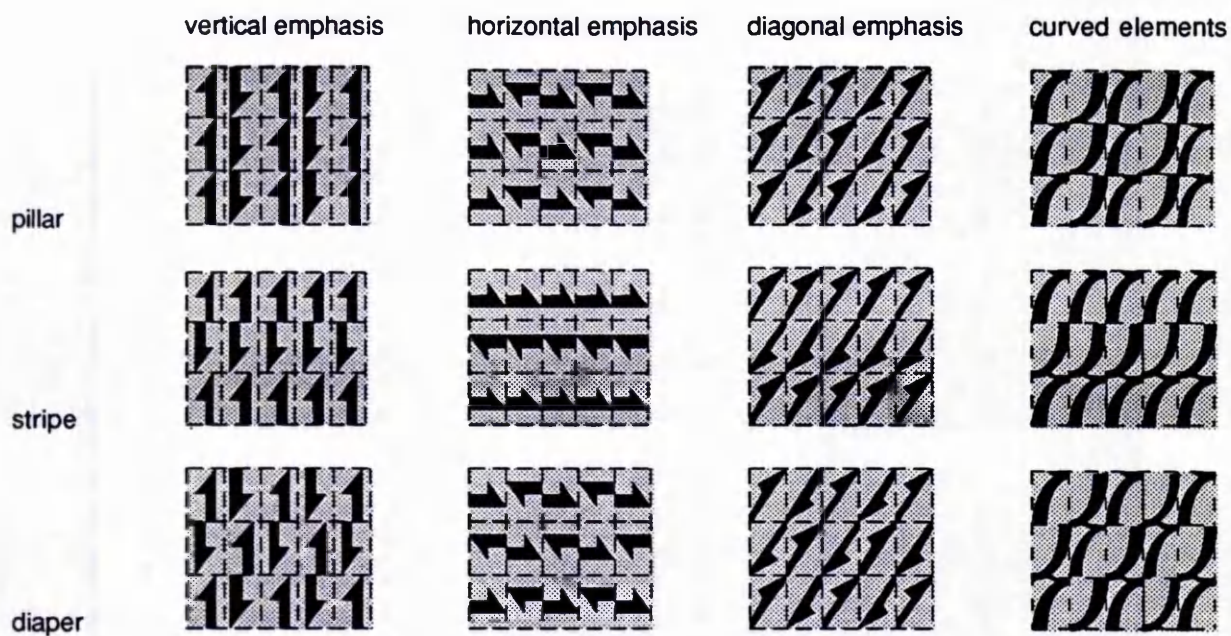 vertical emphasis horizontal emphasis diagonal emphasis curved elements
pillar
stripe
diaper